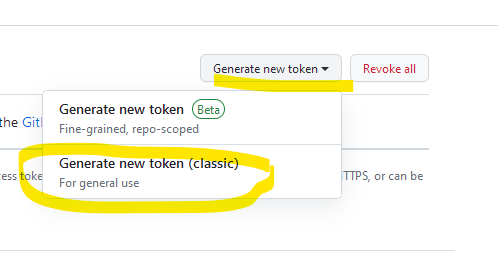 Generate new token
Revoke all
Generate new token Beta
the
Fine-grained, repo-scoped
Generate new token (classic)
For general use
TTPS, or can be